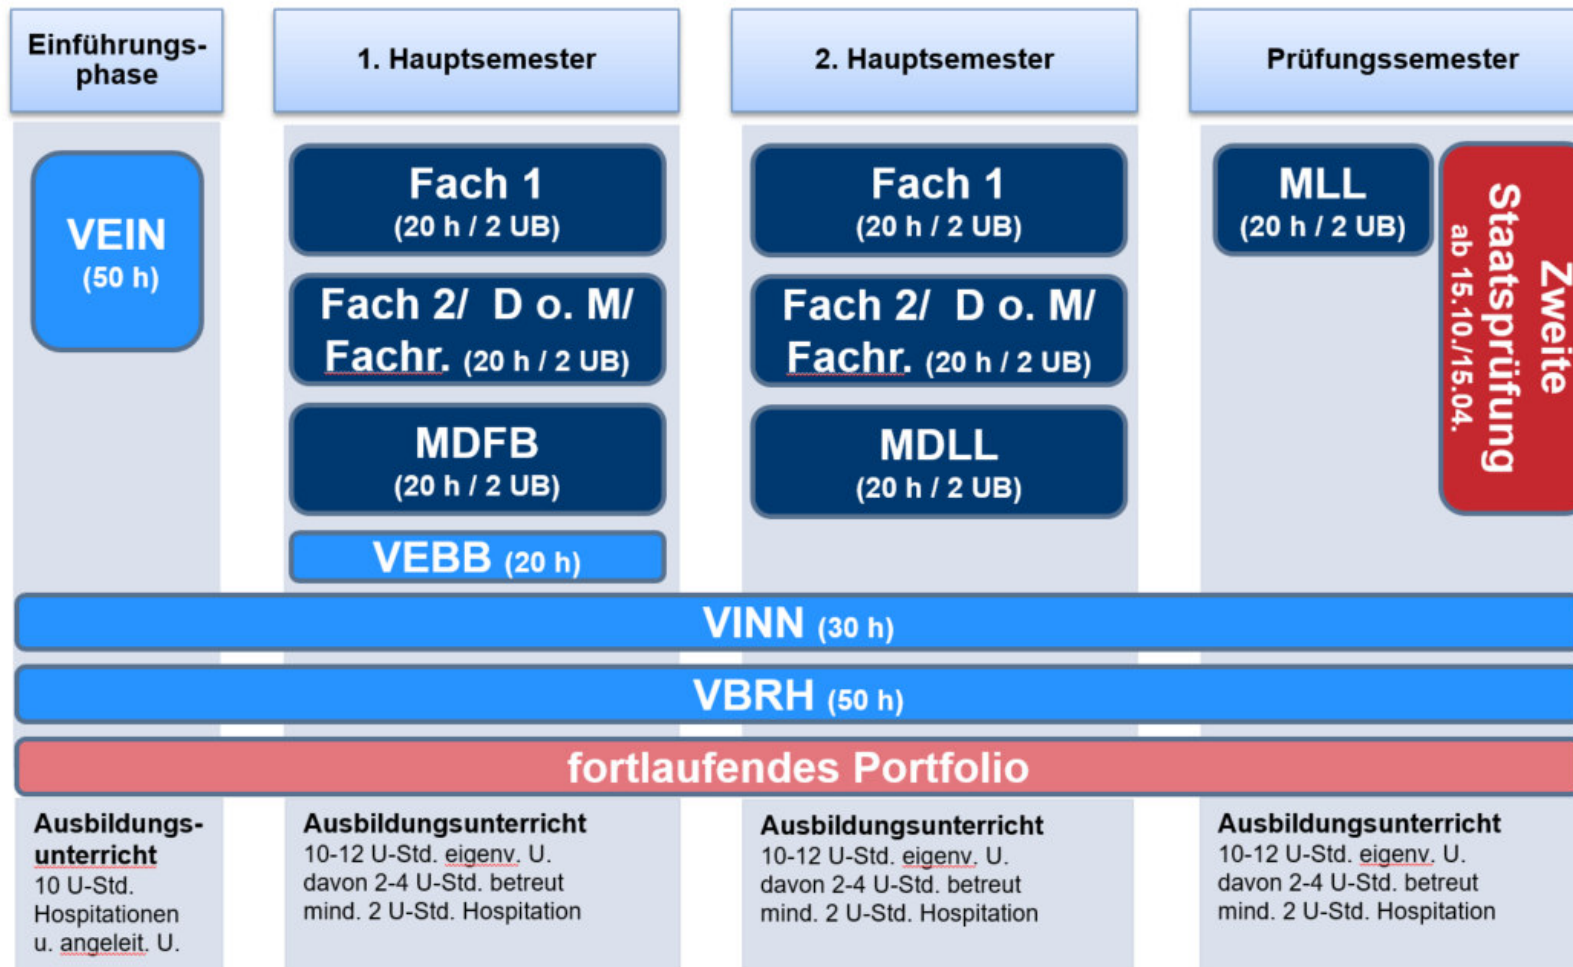 Einführungs-
phase
1. Hauptsemester
2. Hauptsemester
Prüfungssemester
VEIN
(50 h)
Fach 1
(20 h / 2 UB)
Fach 2/ D o. M/
Fachr. (20 h / 2 UB)
MDFB
(20 h / 2 UB)
VEBB (20 h)
Fach 1
(20 h / 2 UB)
Fach 2/ D o. M/
Fachr. (20 h / 2 UB)
MDLL
(20 h / 2 UB)
MLL
(20 h / 2 UB)
Zweite
Staatsprüfung
ab 15.10./15.04.
VINN (30 h)
VBRH (50 h)
fortlaufendes Portfolio
Ausbildungs-
unterricht
10 U-Std.
Hospitationen
u. angeleit. U.
Ausbildungsunterricht
10-12 U-Std. eigenv. U.
davon 2-4 U-Std. betreut
mind. 2 U-Std. Hospitation
Ausbildungsunterricht
10-12 U-Std. eigenv. U.
davon 2-4 U-Std. betreut
mind. 2 U-Std. Hospitation
Ausbildungsunterricht
10-12 U-Std. eigenv. U.
davon 2-4 U-Std. betreut
mind. 2 U-Std. Hospitation